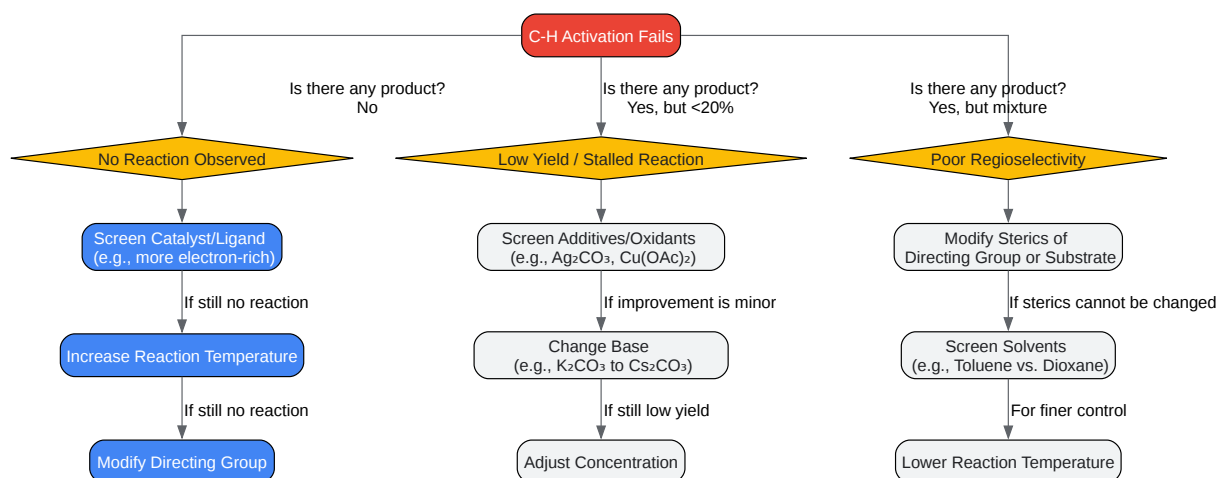 C-H Activation Fails
Is there any product?
No
Is there any product?
Yes, but <20%
Is there any product?
Yes, but mixture
No Reaction Observed
Low Yield / Stalled Reaction
Poor Regioselectivity
Screen Catalyst/Ligand
(e.g., more electron-rich)
Screen Additives/Oxidants
(e.g., Ag₂CO₃, Cu(OAc)₂)
Modify Sterics of
Directing Group or Substrate
If still no reaction
If improvement is minor
If sterics cannot be changed
Increase Reaction Temperature
Change Base
(e.g., K₂CO₃ to Cs₂CO₃)
Screen Solvents
(e.g., Toluene vs. Dioxane)
If still no reaction
If still low yield
For finer control
Modify Directing Group
Adjust Concentration
Lower Reaction Temperature